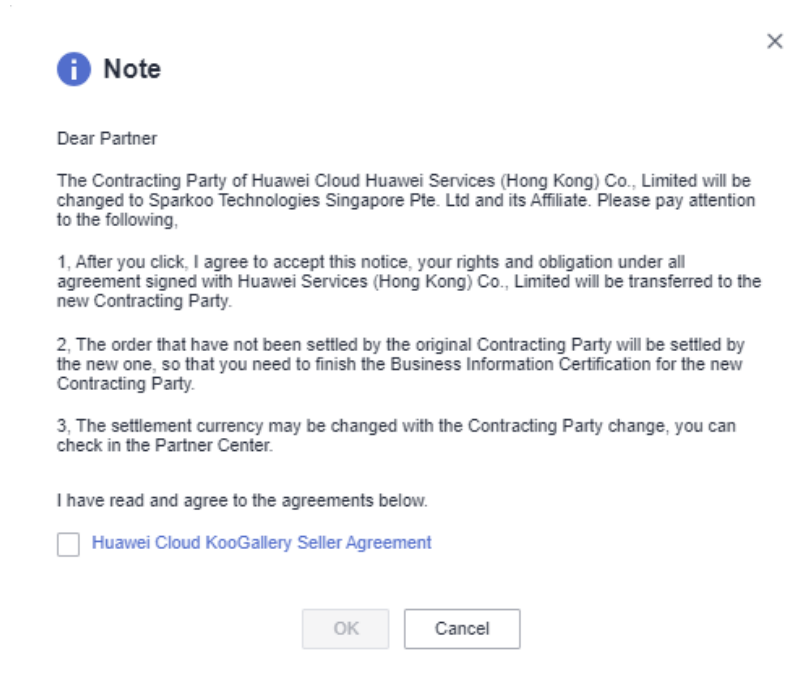 Note
Dear Partner
The Contracting Party of Huawei Cloud Huawei Services (Hong Kong) Co., Limited will be
changed to Sparkoo Technologies Singapore Pte. Ltd and its Affiliate. Please pay attention
to the following,
1, After you click, I agree to accept this notice, your rights and obligation under all
agreement signed with Huawei Services (Hong Kong) Co., Limited will be transferred to the
new Contracting Party.
2, The order that have not been settled by the original Contracting Party will be settled by
the new one, so that you need to finish the Business Information Certification for the new
Contracting Party.
3, The settlement currency may be changed with the Contracting Party change, you can
check in the Partner Center.
I have read and agree to the agreements below.
Huawei Cloud KooGallery Seller Agreement
OK Cancel